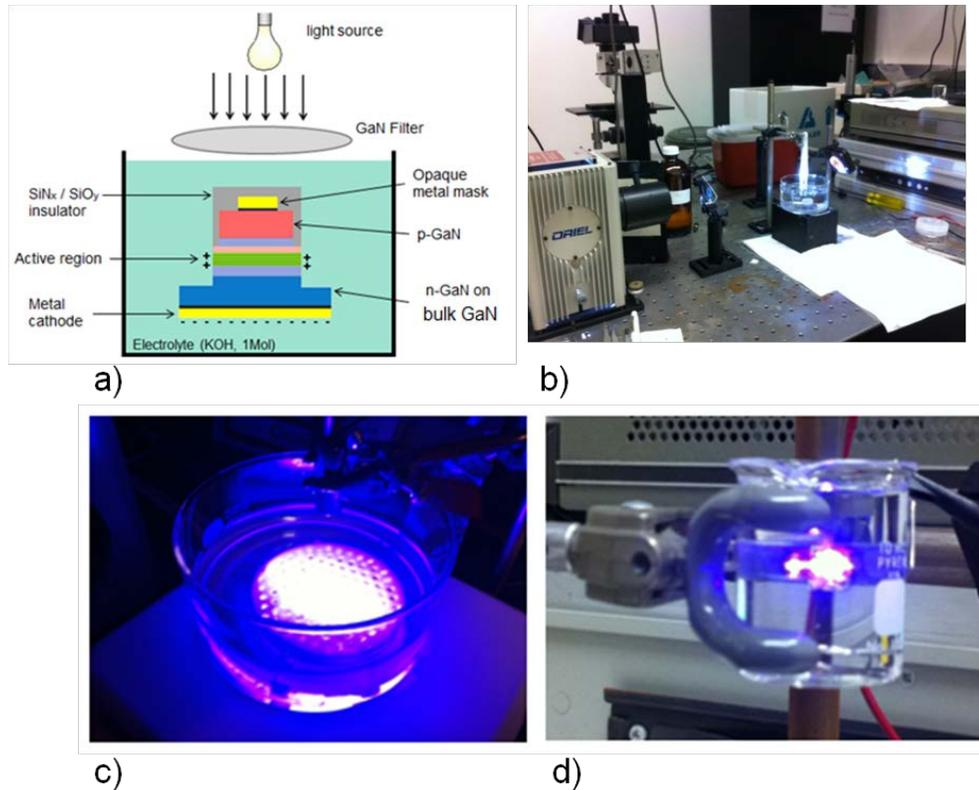 light source
GaN Filter
SiNx / SiOy
insulator
Opaque
metal mask
p-GaN
Active region
n-GaN on
bulk GaN
Metal
cathode
Electrolyte (KOH, 1Mol)
a)
ORIEL
b)
PYREX
c)
d)